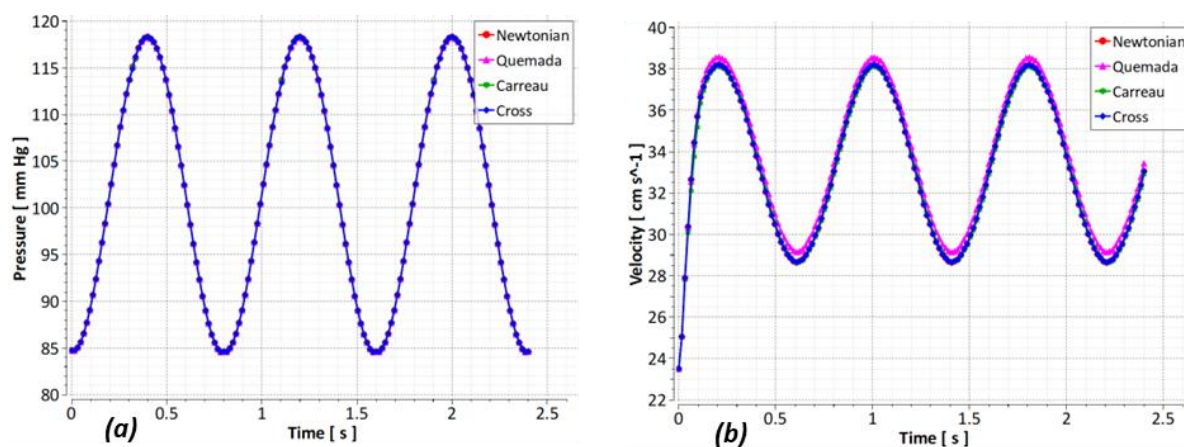 Pressure [ mm Hg ]
120
115
110
105
100
95
90
85
80
0
0.5
1
1.5
2
2.5
Newtonian
Quemada
Carreau
Cross
(a)
Time [ s ]
Velocity [ cm s^-1 ]
40
38
36
34
32
30
28
26
24
22
0
0.5
1
1.5
2
2.5
Newtonian
Quemada
Carreau
Cross
(b)
Time [ s ]